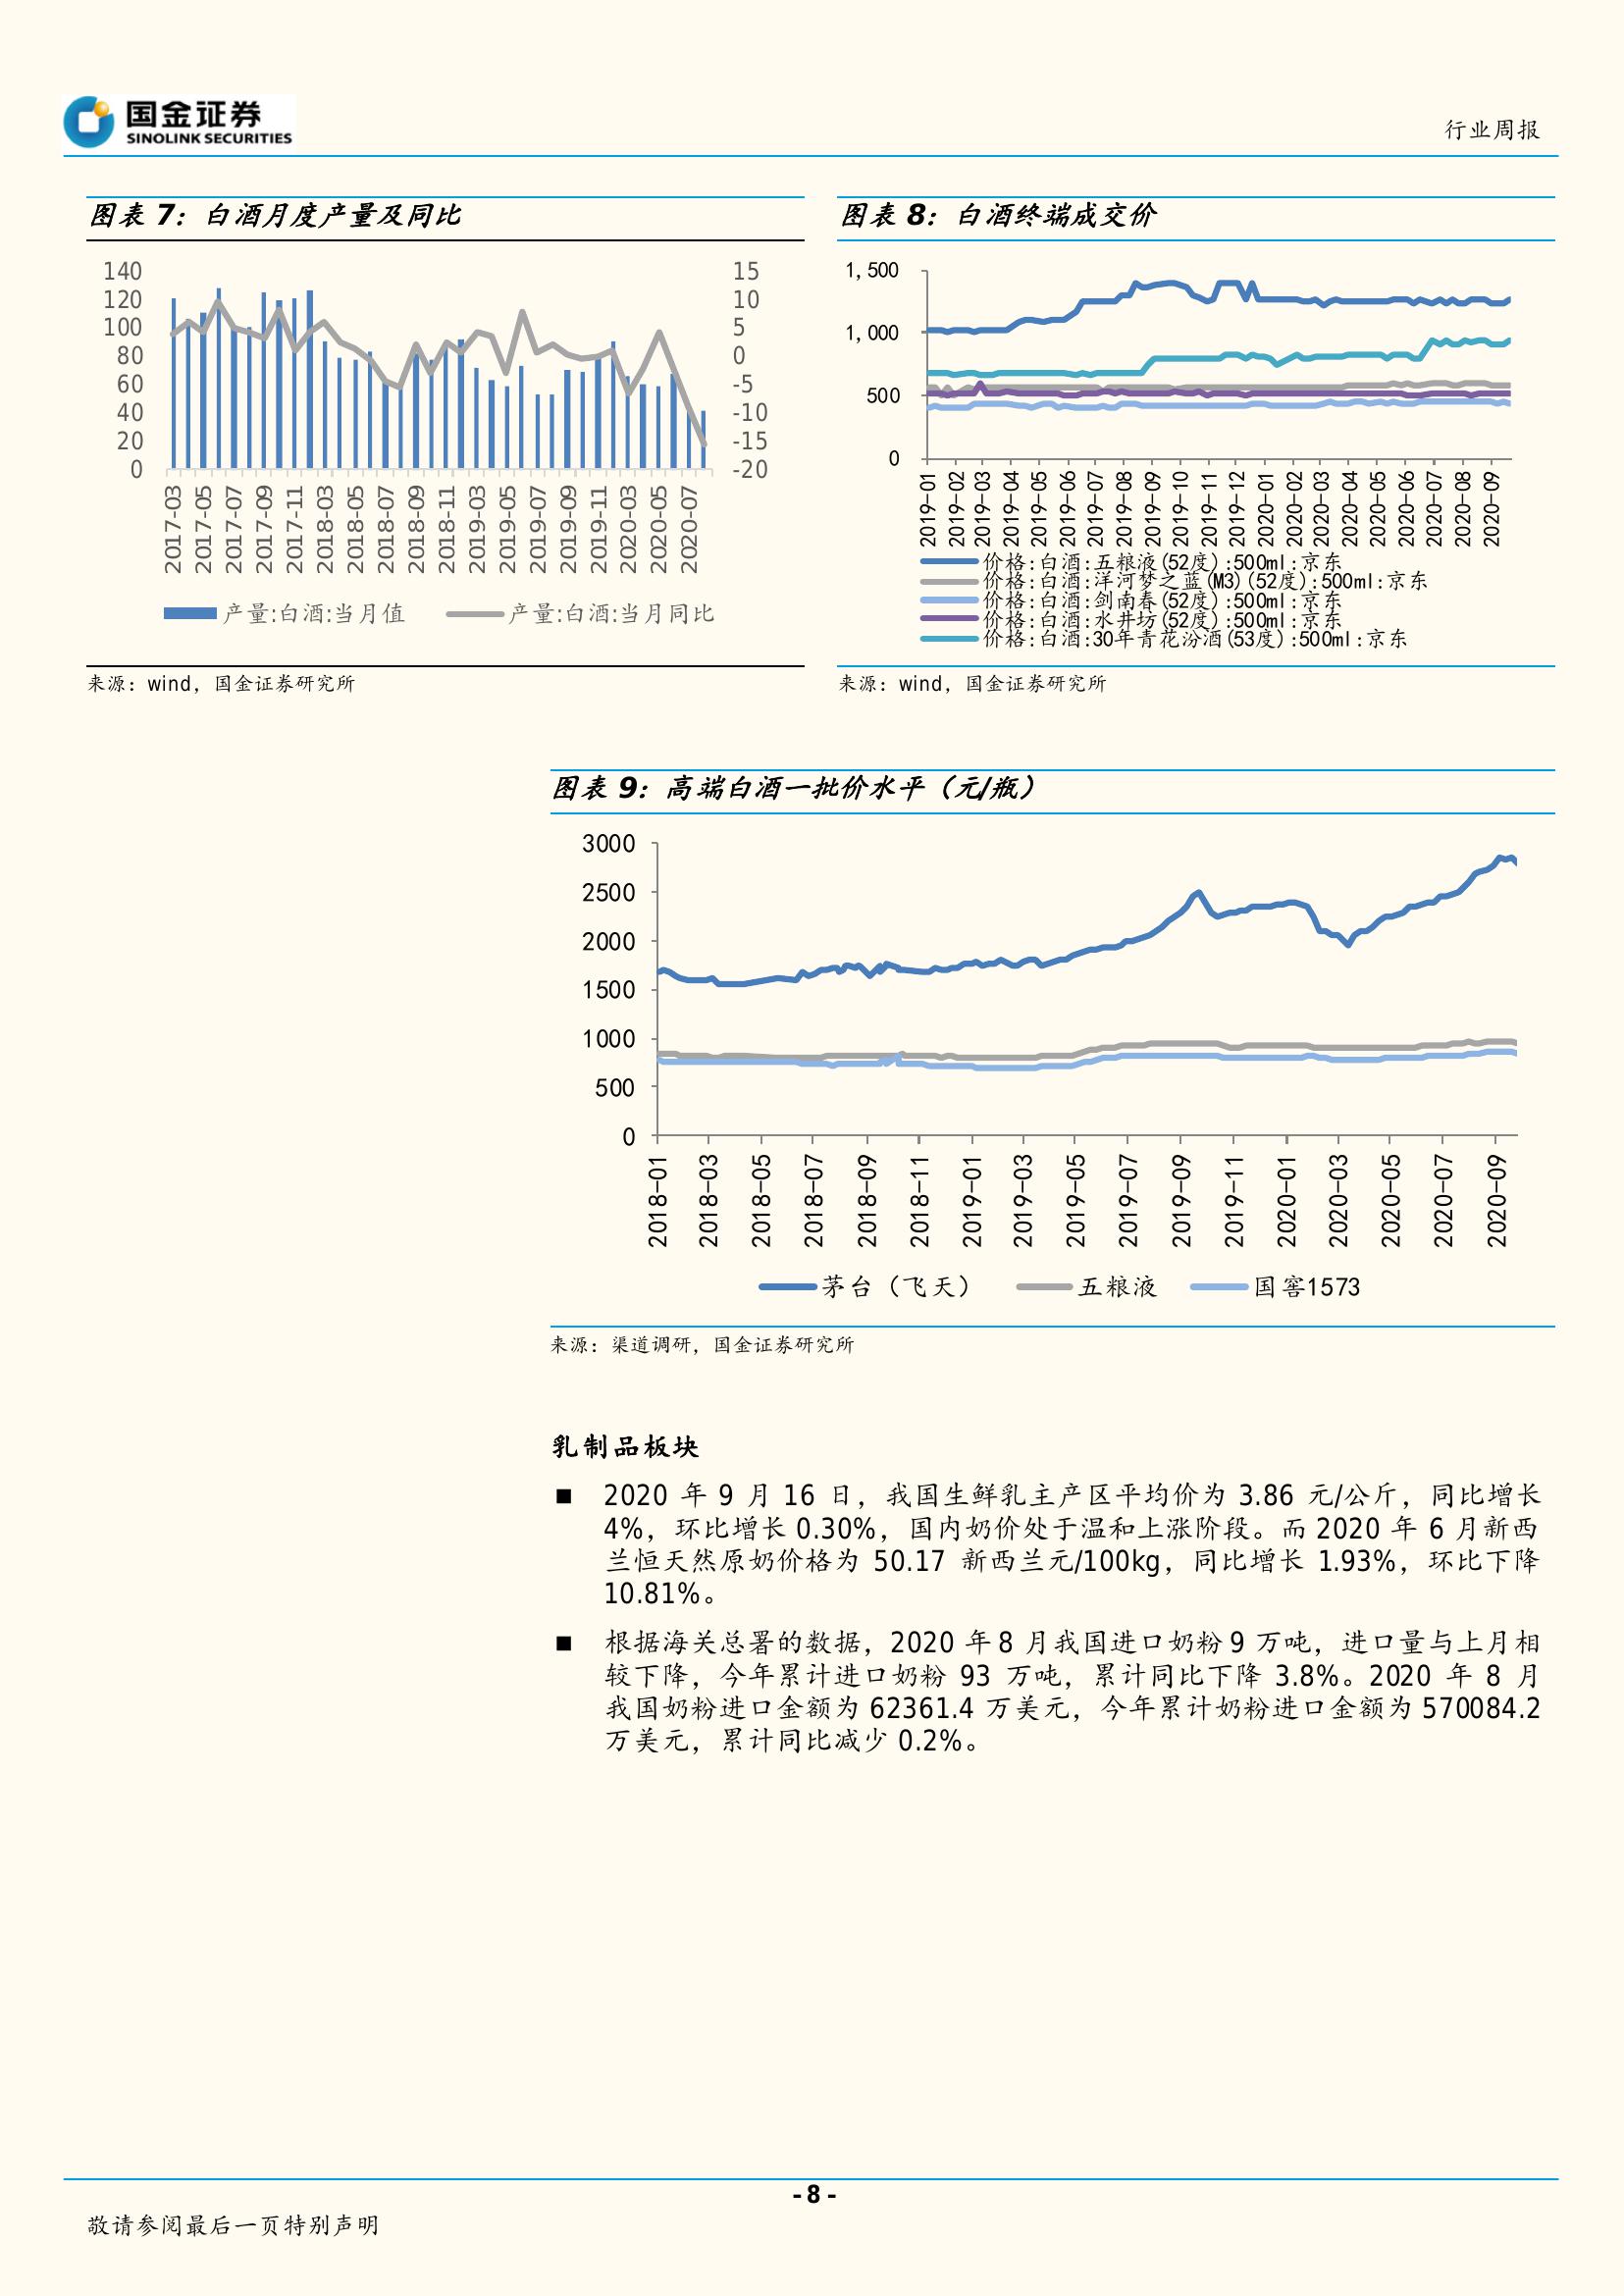 国金证券
SINOLINK SECURITIES
行业周报
图表 7：白酒月度产量及同比
140
120
100
80
60
40
20
0
15
10
5
0
-5
-10
-15
-20
2017-03
2017-05
2017-07
2017-09
2017-11
2018-03
2018-05
2018-07
2018-09
2018-11
2019-03
2019-05
2019-07
2019-09
2019-11
2020-03
2020-05
2020-07
产量:白酒:当月值
产量:白酒:当月同比
来源：wind，国金证券研究所
图表 8：白酒终端成交价
1,500
1,000
500
0
2019-01
2019-02
2019-03
2019-04
2019-05
2019-06
2019-07
2019-08
2019-09
2019-10
2019-11
2019-12
2020-01
2020-02
2020-03
2020-04
2020-05
2020-06
2020-07
2020-08
2020-09
价格:白酒:五粮液(52度):500ml:京东
价格:白酒:洋河梦之蓝(M3)(52度):500ml:京东
价格:白酒:剑南春(52度):500ml:京东
价格:白酒:水井坊(52度):500ml:京东
价格:白酒:30年青花汾酒(53度):500ml:京东
来源：wind，国金证券研究所
图表 9：高端白酒一批价水平（元/瓶）
3000
2500
2000
1500
1000
500
0
2018-01
2018-03
2018-05
2018-07
2018-09
2018-11
2019-01
2019-03
2019-05
2019-07
2019-09
2019-11
2020-01
2020-03
2020-05
2020-07
2020-09
茅台（飞天）
五粮液
国窖1573
来源：渠道调研，国金证券研究所
乳制品板块
■ 2020 年 9 月 16 日，我国生鲜乳主产区平均价为 3.86 元/公斤，同比增长
4%，环比增长 0.30%，国内奶价处于温和上涨阶段。而 2020 年 6 月新西
兰恒天然原奶价格为 50.17 新西兰元/100kg，同比增长 1.93%，环比下降
10.81%。
■ 根据海关总署的数据，2020 年 8 月我国进口奶粉 9 万吨，进口量与上月相
较下降，今年累计进口奶粉 93 万吨，累计同比下降 3.8%。2020 年 8 月
我国奶粉进口金额为 62361.4 万美元，今年累计奶粉进口金额为 570084.2
万美元，累计同比减少 0.2%。
- 8 -
敬请参阅最后一页特别声明